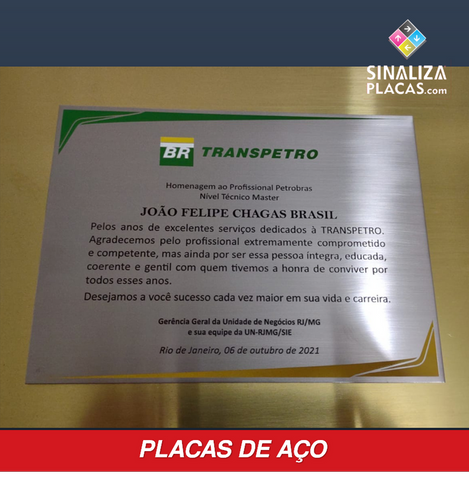 SINALIZA
PLACAS.com
BR TRANSPETRO
Homenagem ao Profissional Petrobras
Nível Técnico Master
JOÃO FELIPE CHAGAS BRASIL
Pelos anos de excelentes serviços dedicados à TRANSPETRO.
Agradecemos pelo profissional extremamente comprometido
e competente, mas ainda por ser essa pessoa íntegra, educada,
coerente e gentil com quem tivemos a honra de conviver por
todos esses anos.
Desejamos a você sucesso cada vez maior em sua vida e carreira.
Gerência Geral da Unidade de Negócios RJ/MG
e sua equipe da UN-RJMG/SIE
Rio de Janeiro, 06 de outubro de 2021
PLACAS DE AÇO